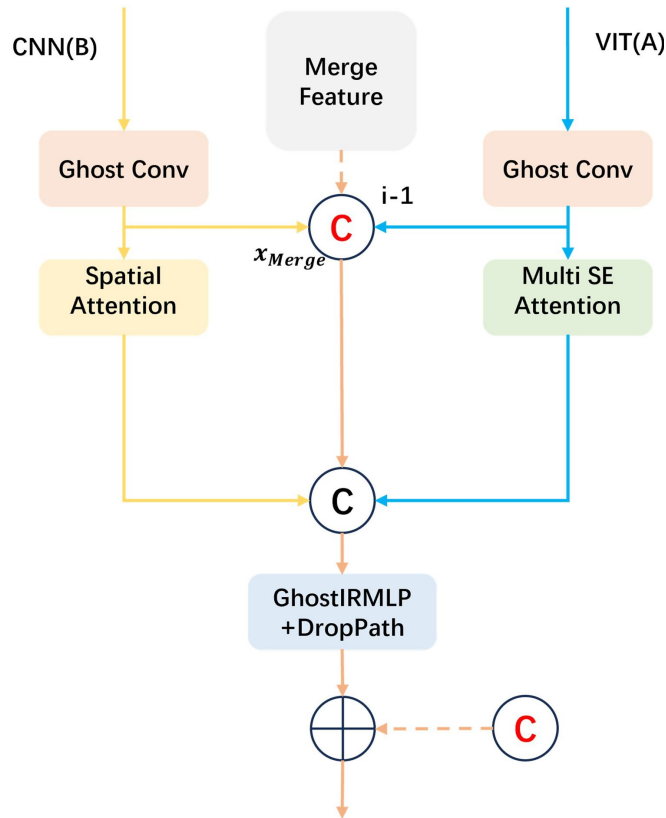 CNN(B)
Merge
Feature
VIT(A)
Ghost Conv
Ghost Conv
i-1
C
x_Merge
Spatial
Attention
Multi SE
Attention
C
GhostIRMLP
+DropPath
C